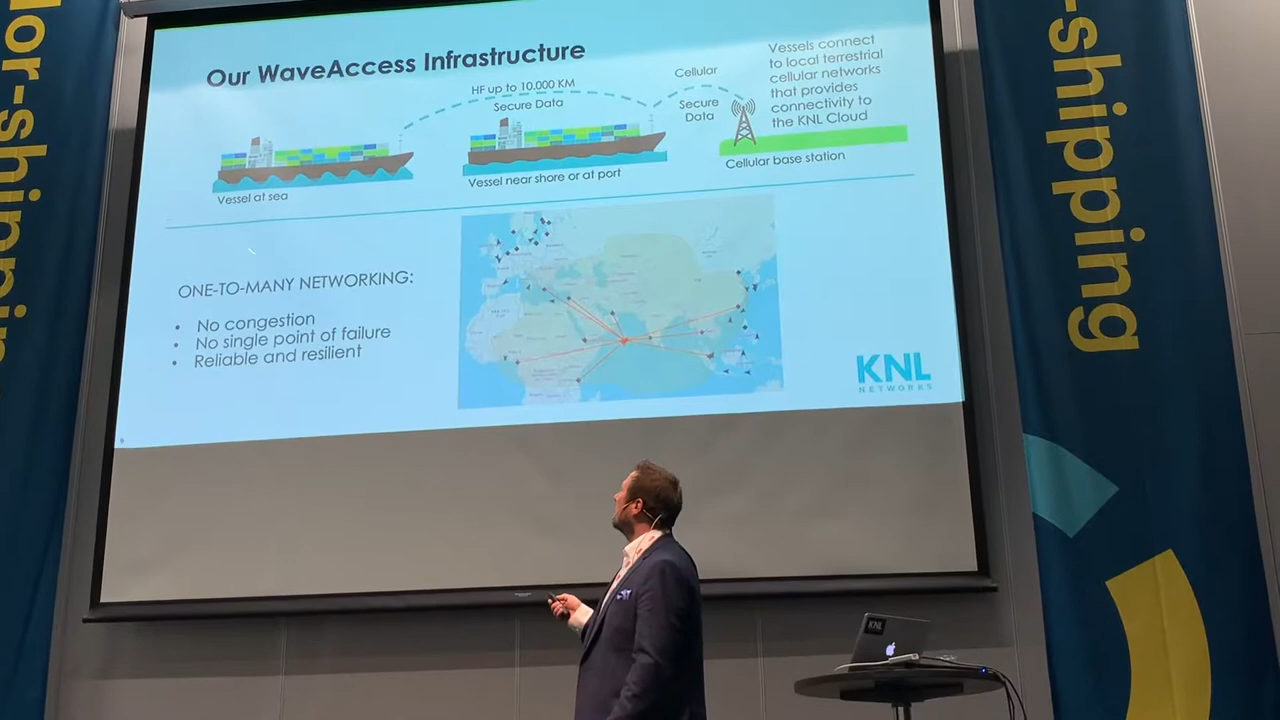 lor-shipping
Our WaveAccess Infrastructure
HF up to 10.000 KM
Secure Data
Cellular
Secure
Data
Vessels connect
to local terrestrial
cellular networks
that provides
connectivity to
the KNL Cloud
Vessel at sea
Vessel near shore or at port
Cellular base station
ONE-TO-MANY NETWORKING:
• No congestion
• No single point of failure
• Reliable and resilient
KNL
NETWORKS
-shipping
KNL